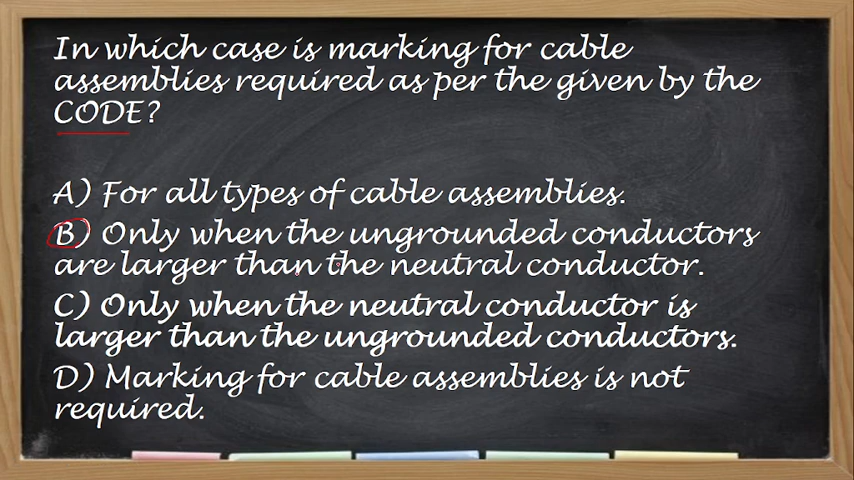 In which case is marking for cable
assemblies required as per the given by the
CODE?
A) For all types of cable assemblies.
B) Only when the ungrounded conductors
are larger than the neutral conductor.
C) Only when the neutral conductor is
larger than the ungrounded conductors.
D) Marking for cable assemblies is not
required.